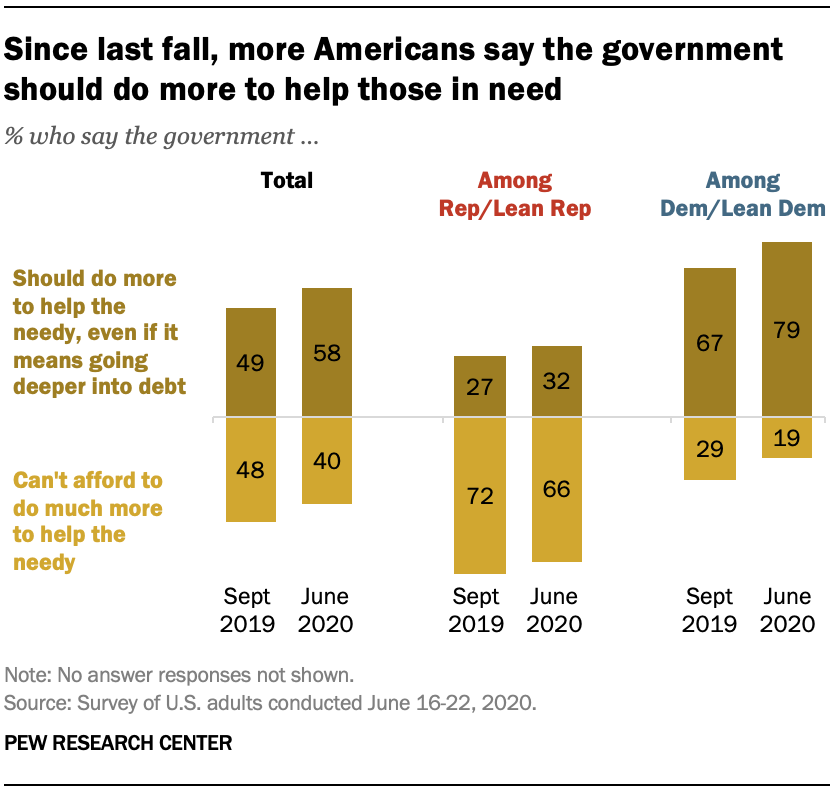 Since last fall, more Americans say the government
should do more to help those in need
% who say the government ...
Total
Among
Rep/Lean Rep
Among
Dem/Lean Dem
Should do more
to help the
needy, even if it
means going
deeper into debt
49
58
27
32
67
79
Can't afford to
do much more
to help the
needy
48
40
72
66
29
19
Sept
2019
June
2020
Sept
2019
June
2020
Sept
2019
June
2020
Note: No answer responses not shown.
Source: Survey of U.S. adults conducted June 16-22, 2020.
PEW RESEARCH CENTER